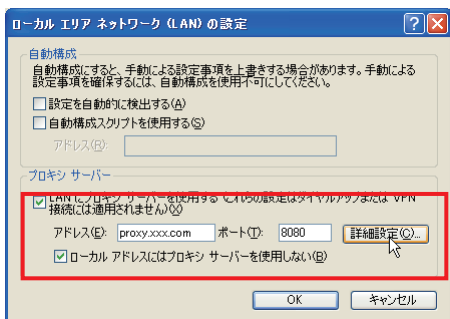 ローカル エリア ネットワーク (LAN) の設定
自動構成
自動構成にすると、手動による設定事項を上書きする場合があります。手動による
設定事項を確保するには、自動構成を使用不可にしてください。
設定を自動的に検出する(A)
自動構成スクリプトを使用する(S)
アドレス(R):
プロキシ サーバー
LAN にプロキシ サーバーを使用する (これらの設定はダイヤルアップまたは VPN
接続には適用されません)(X)
アドレス(E): proxy.xxx.com ポート(T): 8080 詳細設定(C)...
ローカル アドレスにはプロキシ サーバーを使用しない(B)
OK キャンセル